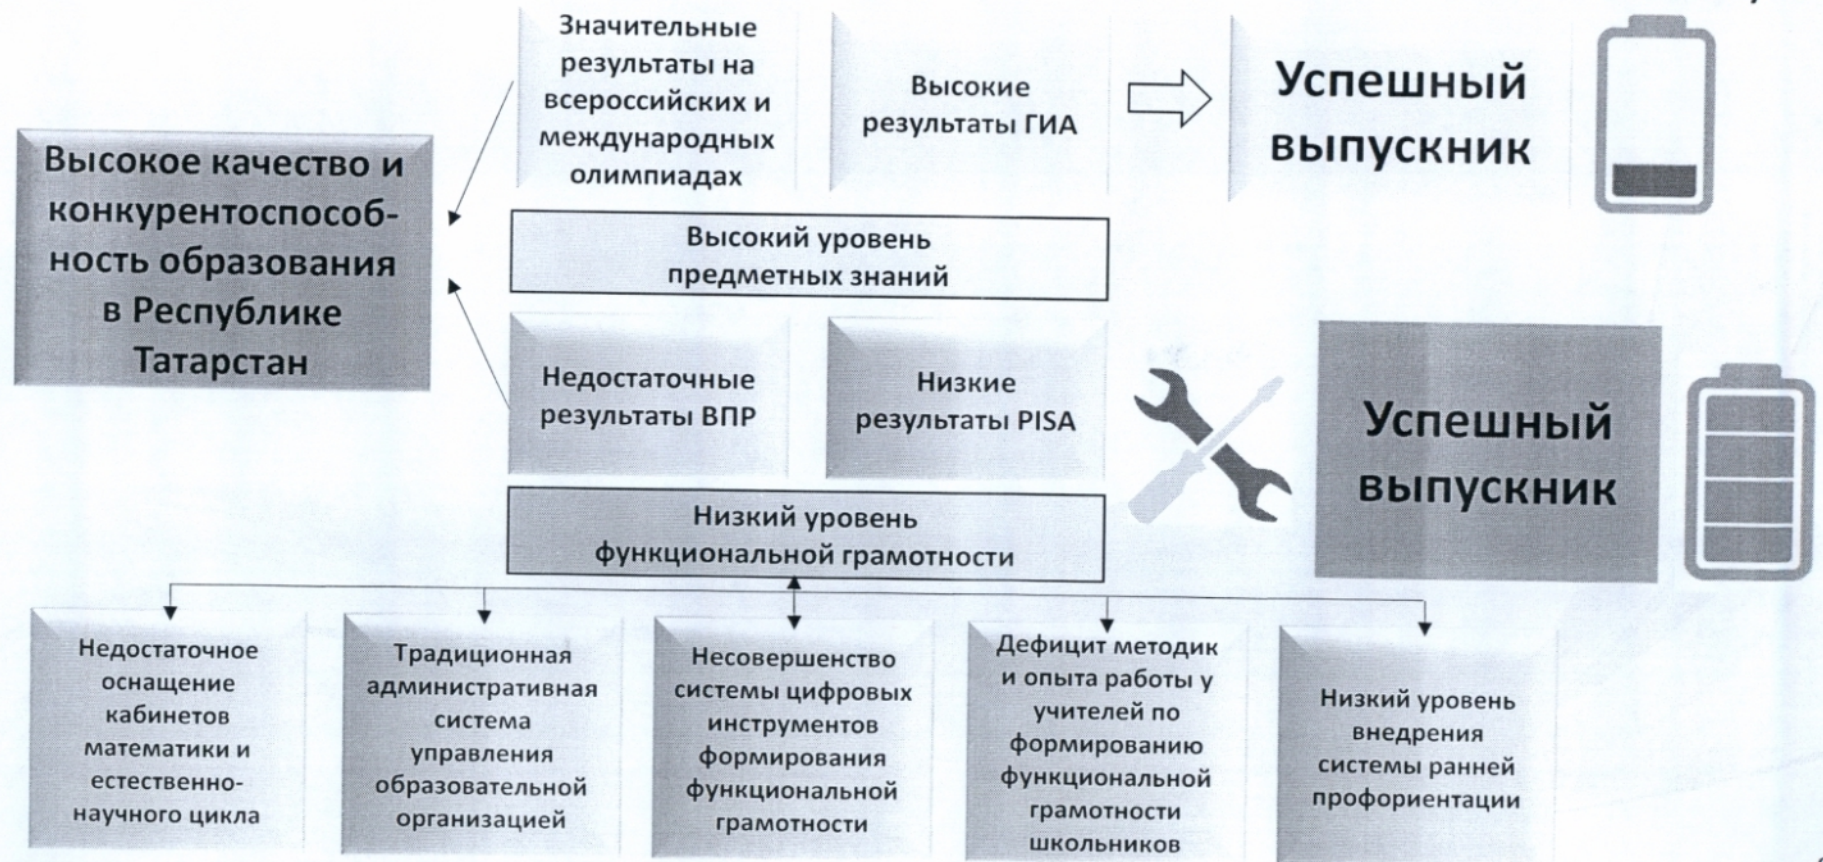 Значительные
результаты на
всероссийских и
международных
олимпиадах
Высокие
результаты ГИА
Успешный
выпускник
Высокое качество и
конкурентоспособ-
ность образования
в Республике
Татарстан
Высокий уровень
предметных знаний
Недостаточные
результаты ВПР
Низкие
результаты PISA
Успешный
выпускник
Низкий уровень
функциональной грамотности
Недостаточное
оснащение
кабинетов
математики и
естественно-
научного цикла
Традиционная
административная
система
управления
образовательной
организацией
Несовершенство
системы цифровых
инструментов
формирования
функциональной
грамотности
Дефицит методик
и опыта работы у
учителей по
формированию
функциональной
грамотности
школьников
Низкий уровень
внедрения
системы ранней
профориентации